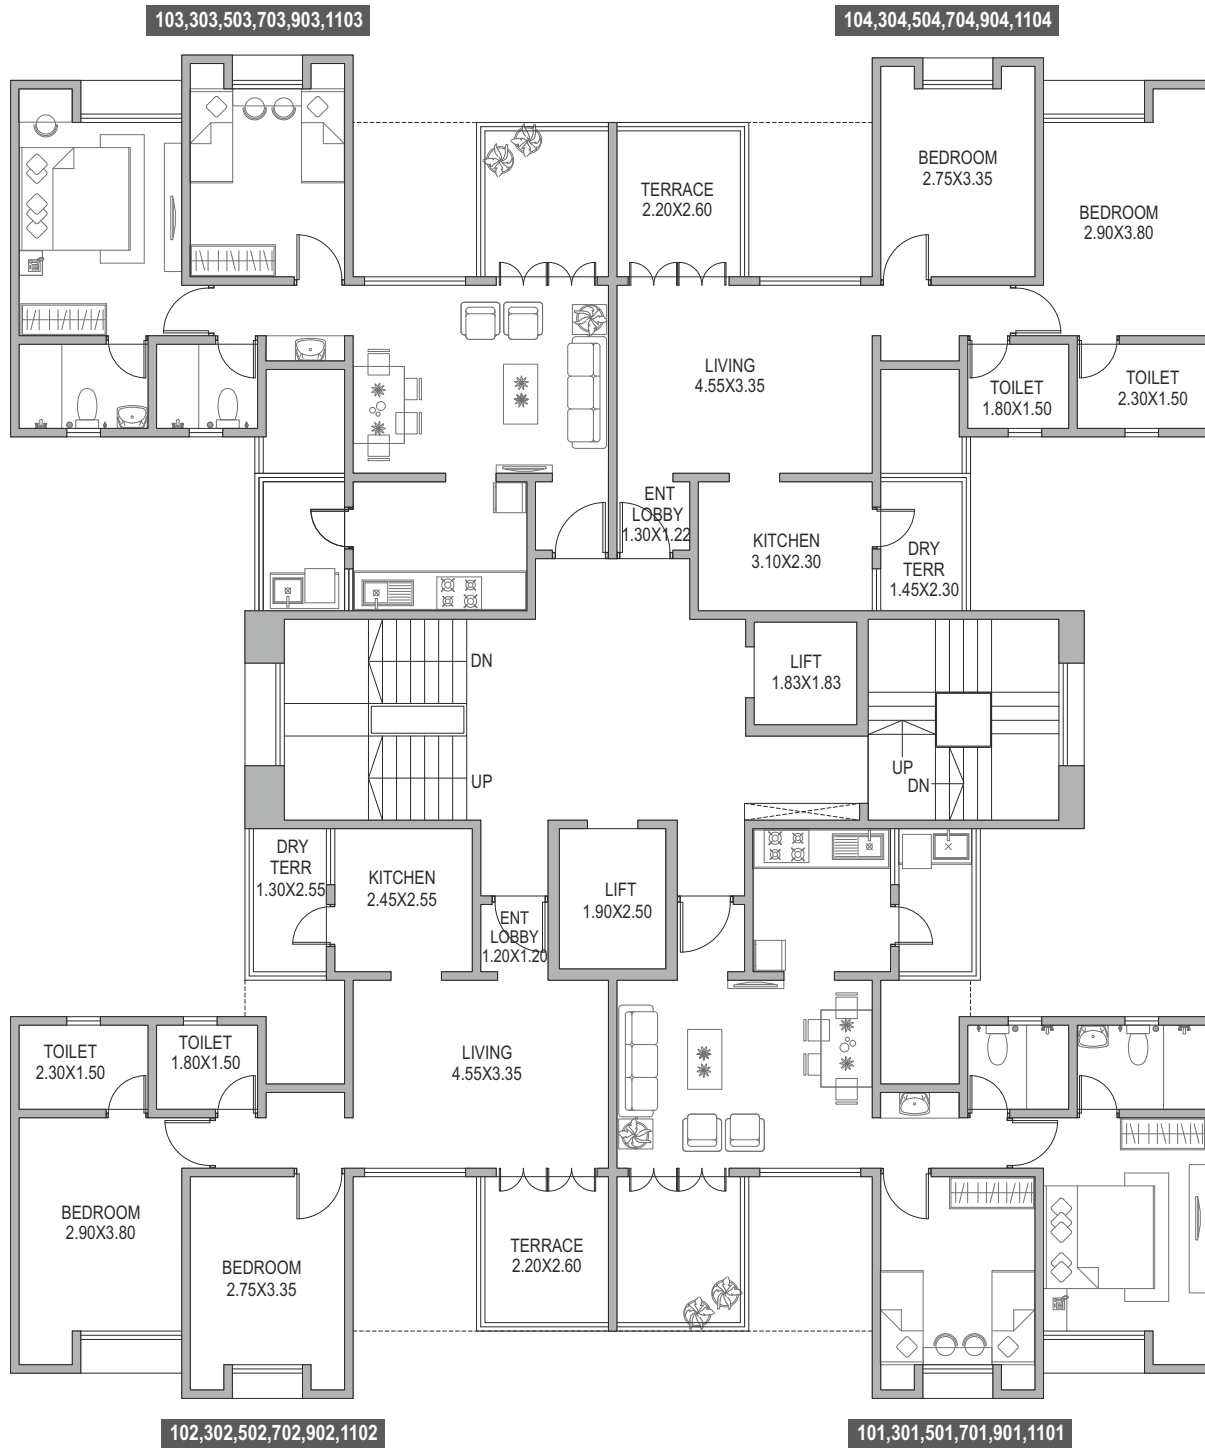 103,303,503,703,903,1103
104,304,504,704,904,1104
BEDROOM
2.75X3.35
TERRACE
2.20X2.60
BEDROOM
2.90X3.80
LIVING
4.55X3.35
TOILET
1.80X1.50
TOILET
2.30X1.50
ENT
LOBBY
1.30X1.22
KITCHEN
3.10X2.30
DRY
TERR
1.45X2.30
DN
LIFT
1.83X1.83
UP
UP
DN
DRY
TERR
1.30X2.55
KITCHEN
2.45X2.55
LIFT
1.90X2.50
ENT
LOBBY
1.20X1.20
TOILET
2.30X1.50
TOILET
1.80X1.50
LIVING
4.55X3.35
BEDROOM
2.90X3.80
BEDROOM
2.75X3.35
TERRACE
2.20X2.60
102,302,502,702,902,1102
101,301,501,701,901,1101